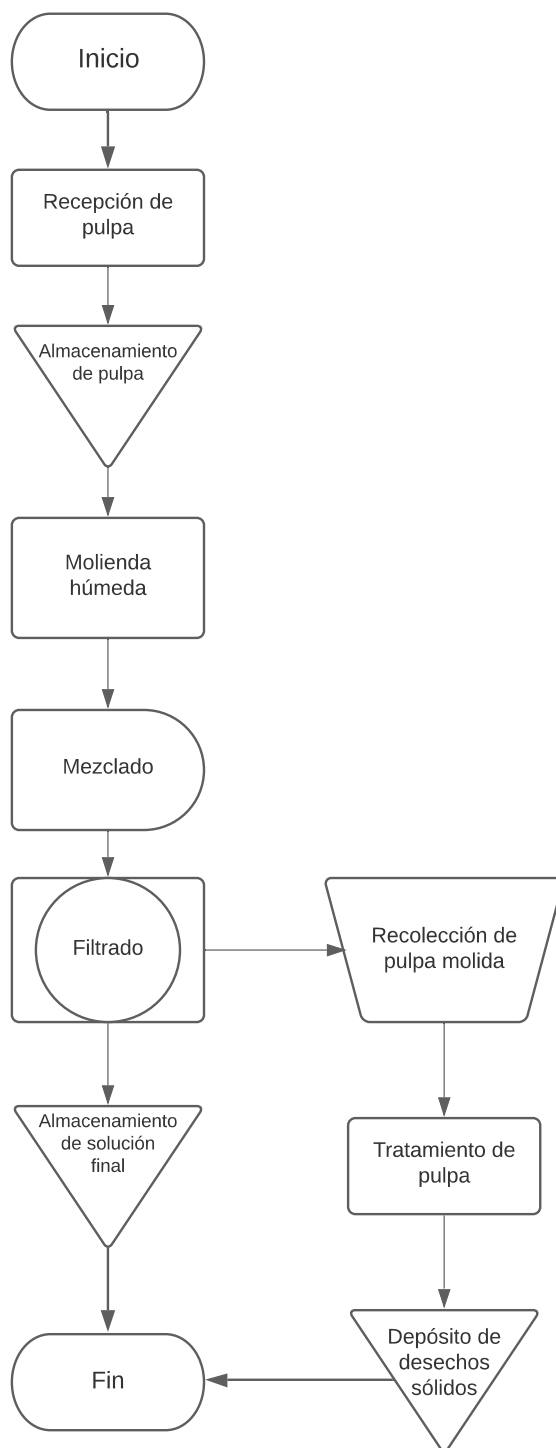 Inicio
Recepción de
pulpa
Almacenamiento
de pulpa
Molienda
húmeda
Mezclado
Filtrado
Recolección de
pulpa molida
Almacenamiento
de solución
final
Tratamiento de
pulpa
Depósito de
desechos
sólidos
Fin